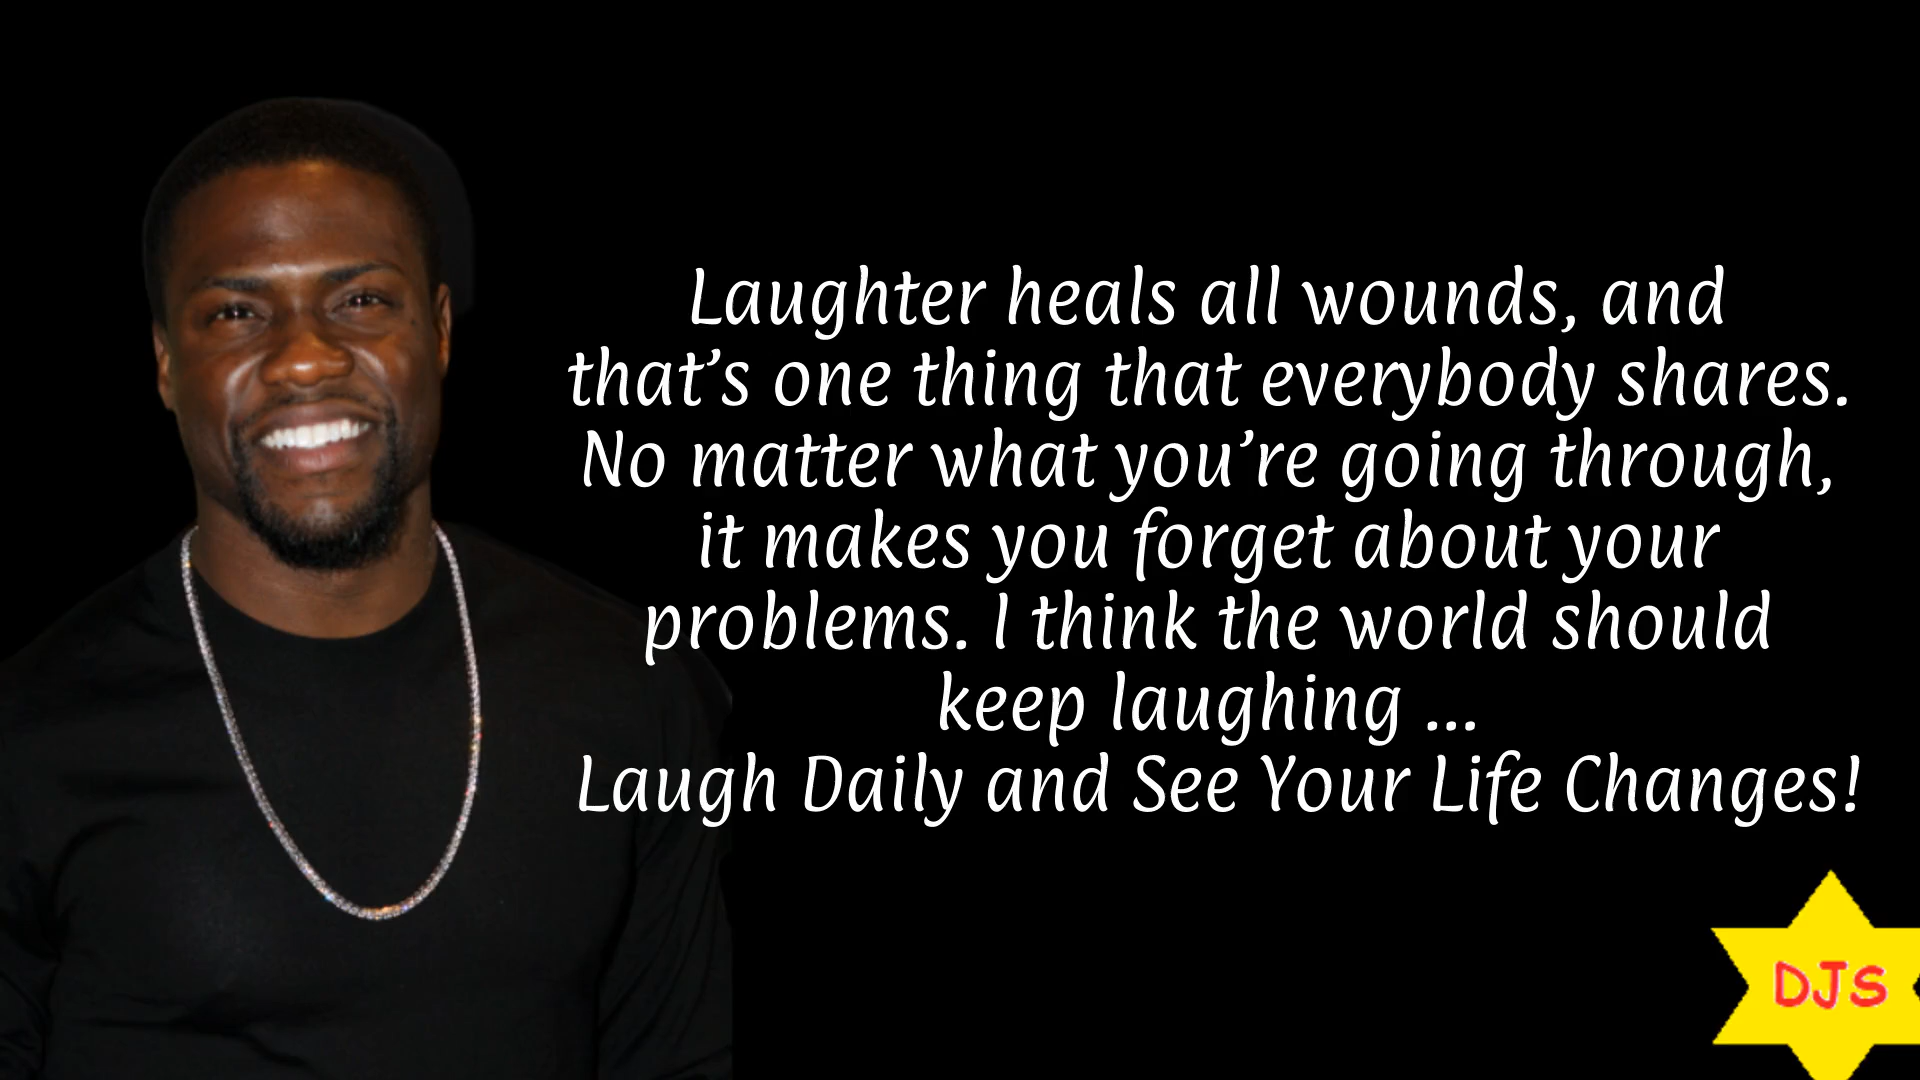 Laughter heals all wounds, and
that’s one thing that everybody shares.
No matter what you’re going through,
it makes you forget about your
problems. I think the world should
keep laughing ...
Laugh Daily and See Your Life Changes!
DJS